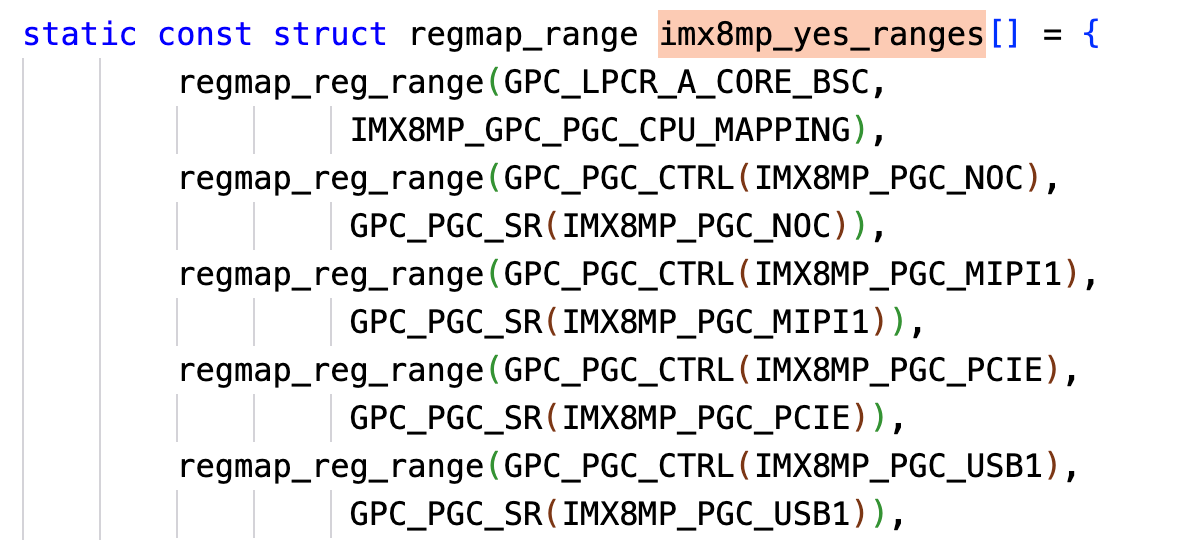 static const struct regmap_range imx8mp_yes_ranges[] = {
regmap_reg_range(GPC_LPCR_A_CORE_BSC,
IMX8MP_GPC_PGC_CPU_MAPPING),
regmap_reg_range(GPC_PGC_CTRL(IMX8MP_PGC_NOC),
GPC_PGC_SR(IMX8MP_PGC_NOC)),
regmap_reg_range(GPC_PGC_CTRL(IMX8MP_PGC_MIPI1),
GPC_PGC_SR(IMX8MP_PGC_MIPI1)),
regmap_reg_range(GPC_PGC_CTRL(IMX8MP_PGC_PCIE),
GPC_PGC_SR(IMX8MP_PGC_PCIE)),
regmap_reg_range(GPC_PGC_CTRL(IMX8MP_PGC_USB1),
GPC_PGC_SR(IMX8MP_PGC_USB1)),